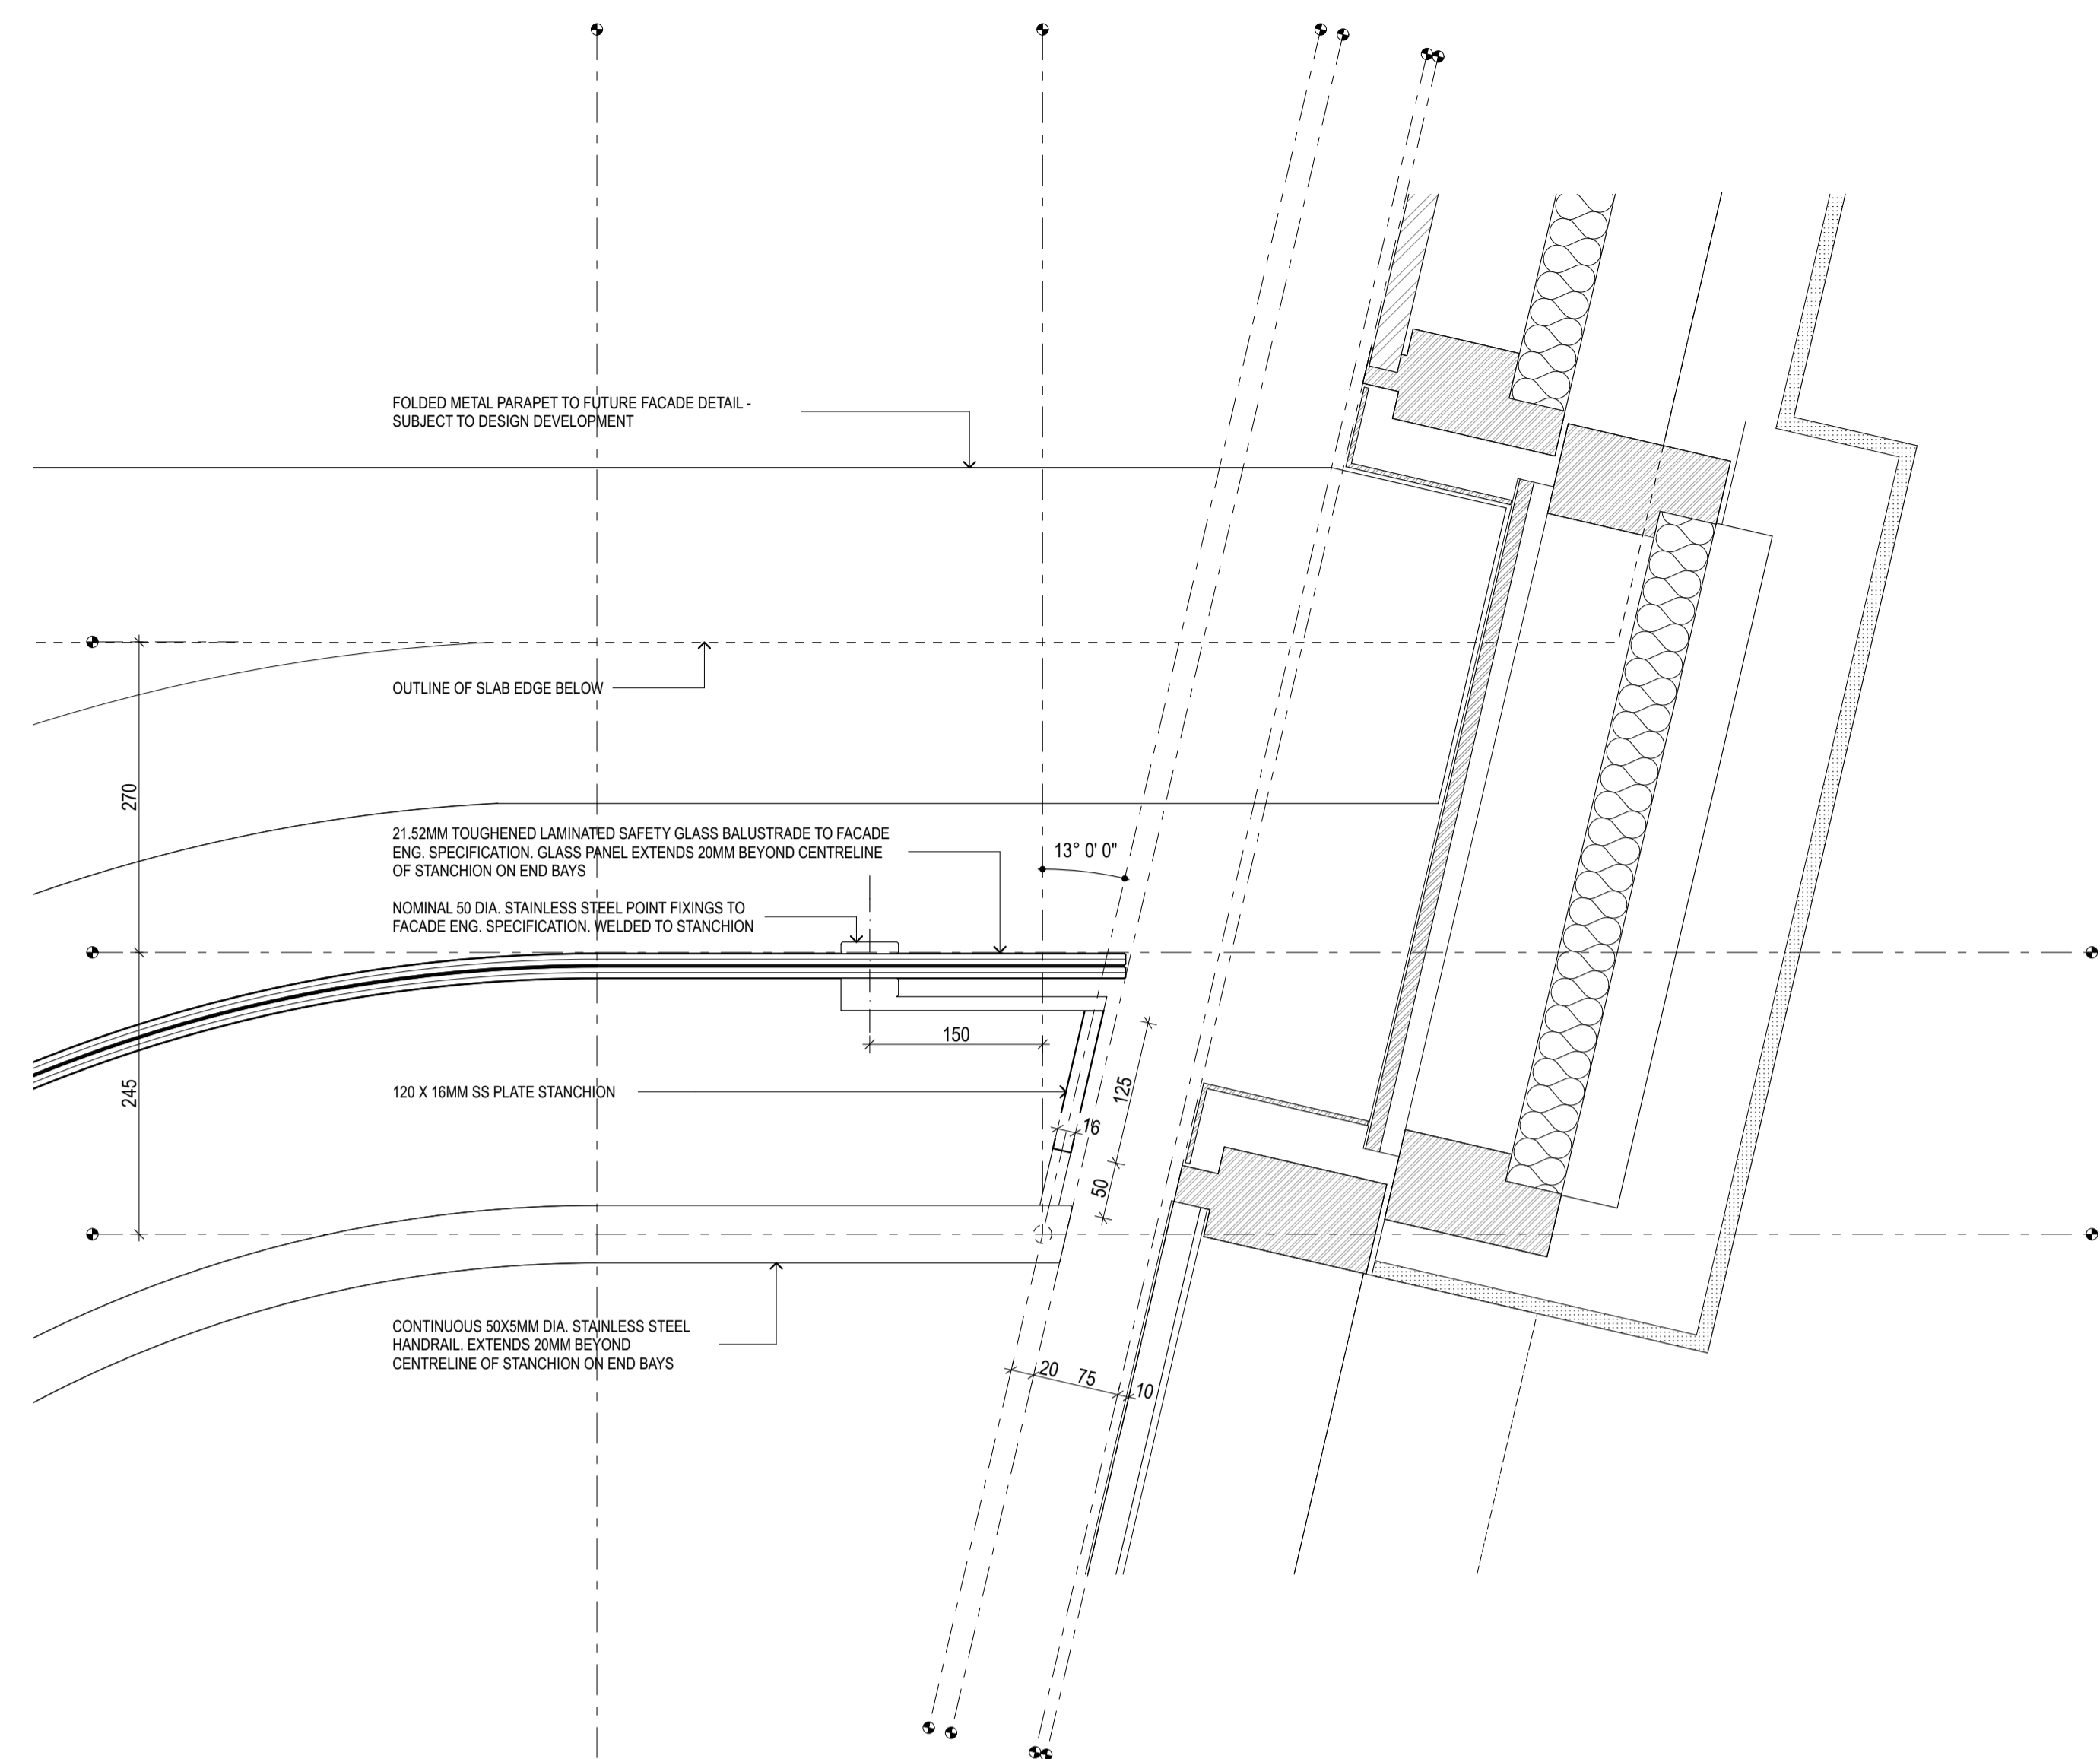 FOLDED METAL PARAPET TO FUTURE FACADE DETAIL -
SUBJECT TO DESIGN DEVELOPMENT
OUTLINE OF SLAB EDGE BELOW
270
21.52MM TOUGHENED LAMINATED SAFETY GLASS BALUSTRADE TO FACADE
ENG. SPECIFICATION. GLASS PANEL EXTENDS 20MM BEYOND CENTRELINE
OF STANCHION ON END BAYS
13° 0' 0"
NOMINAL 50 DIA. STAINLESS STEEL POINT FIXINGS TO
FACADE ENG. SPECIFICATION. WELDED TO STANCHION
150
245
120 X 16MM SS PLATE STANCHION
125
16
50
CONTINUOUS 50X5MM DIA. STAINLESS STEEL
HANDRAIL. EXTENDS 20MM BEYOND
CENTRELINE OF STANCHION ON END BAYS
20
75
10